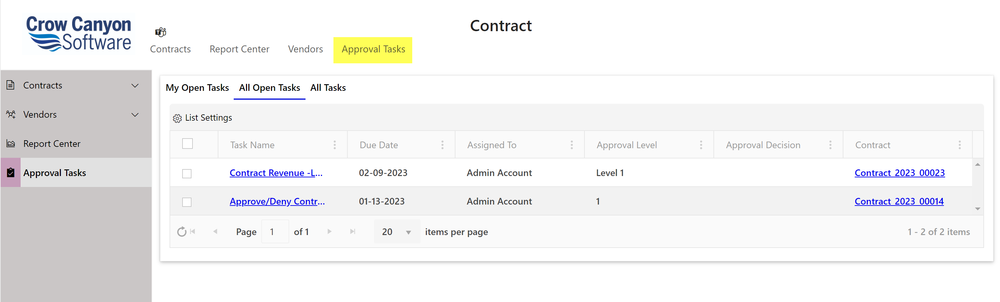 Crow Canyon
Software
Contract
Contracts Report Center Vendors Approval Tasks
Contracts
Vendors
Report Center
Approval Tasks
My Open Tasks All Open Tasks All Tasks
List Settings
Task Name Due Date Assigned To Approval Level Approval Decision Contract
Contract Revenue -L... 02-09-2023 Admin Account Level 1 Contract_2023_00023
Approve/Deny Contr... 01-13-2023 Admin Account 1 Contract_2023_00014
Page 1 of 1 20 items per page 1 - 2 of 2 items